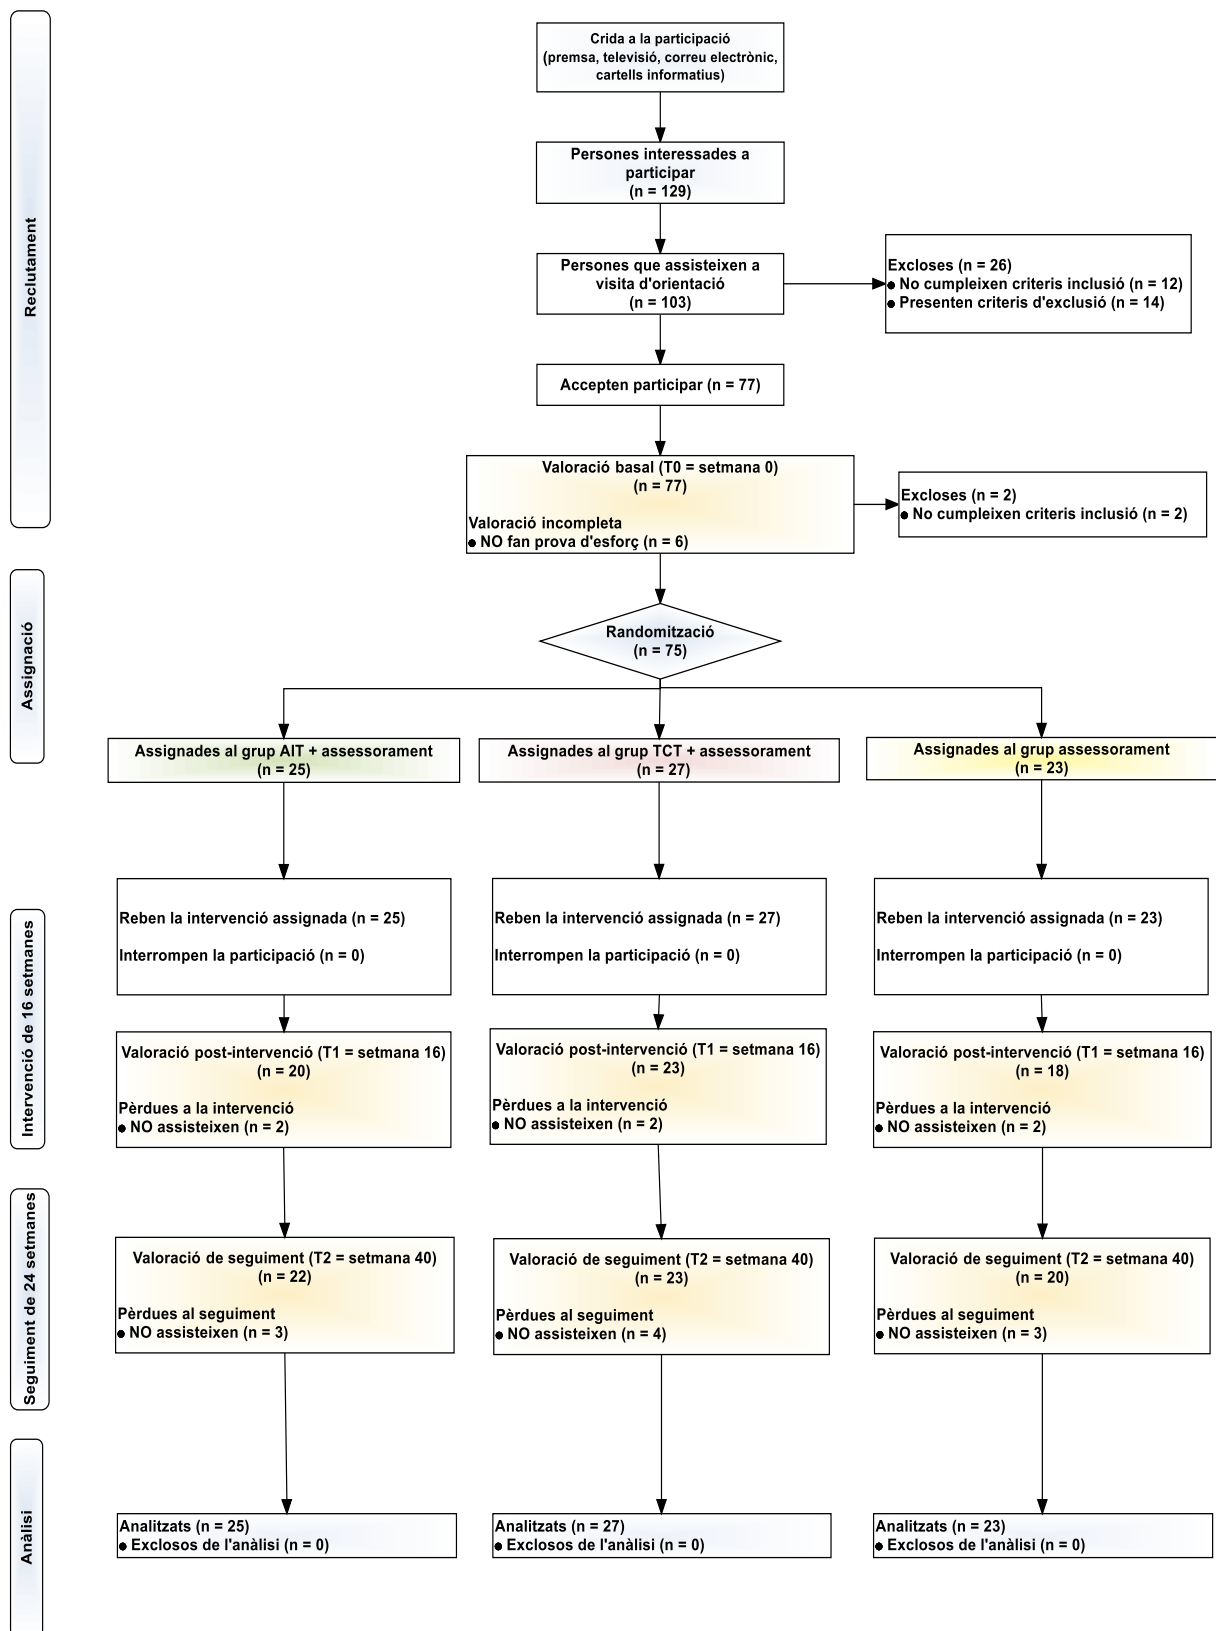 Reclutament
Crida a la participació
(premsa, televisió, correu electrònic,
cartells informatius)
Persones interessades a
participar
(n = 129)
Persones que assisteixen a
visita d'orientació
(n = 103)
Excloses (n = 26)
● No cumpleixen criteris inclusió (n = 12)
● Presenten criteris d'exclusió (n = 14)
Accepten participar (n = 77)
Valoració basal (T0 = setmana 0)
(n = 77)
Valoració incompleta
● NO fan prova d'esforç (n = 6)
Excloses (n = 2)
● No cumpleixen criteris inclusió (n = 2)
Assignació
Randomització
(n = 75)
Assignades al grup AIT + assessorament
(n = 25)
Assignades al grup TCT + assessorament
(n = 27)
Assignades al grup assessorament
(n = 23)
Intervenció de 16 setmanes
Reben la intervenció assignada (n = 25)
Interrompen la participació (n = 0)
Reben la intervenció assignada (n = 27)
Interrompen la participació (n = 0)
Reben la intervenció assignada (n = 23)
Interrompen la participació (n = 0)
Valoració post-intervenció (T1 = setmana 16)
(n = 20)
Pèrdues a la intervenció
● NO assisteixen (n = 2)
Valoració post-intervenció (T1 = setmana 16)
(n = 23)
Pèrdues a la intervenció
● NO assisteixen (n = 2)
Valoració post-intervenció (T1 = setmana 16)
(n = 18)
Pèrdues a la intervenció
● NO assisteixen (n = 2)
Seguiment de 24 setmanes
Valoració de seguiment (T2 = setmana 40)
(n = 22)
Pèrdues al seguiment
● NO assisteixen (n = 3)
Valoració de seguiment (T2 = setmana 40)
(n = 23)
Pèrdues al seguiment
● NO assisteixen (n = 4)
Valoració de seguiment (T2 = setmana 40)
(n = 20)
Pèrdues al seguiment
● NO assisteixen (n = 3)
Anàlisi
Analitzats (n = 25)
● Exclosos de l'anàlisi (n = 0)
Analitzats (n = 27)
● Exclosos de l'anàlisi (n = 0)
Analitzats (n = 23)
● Exclosos de l'anàlisi (n = 0)